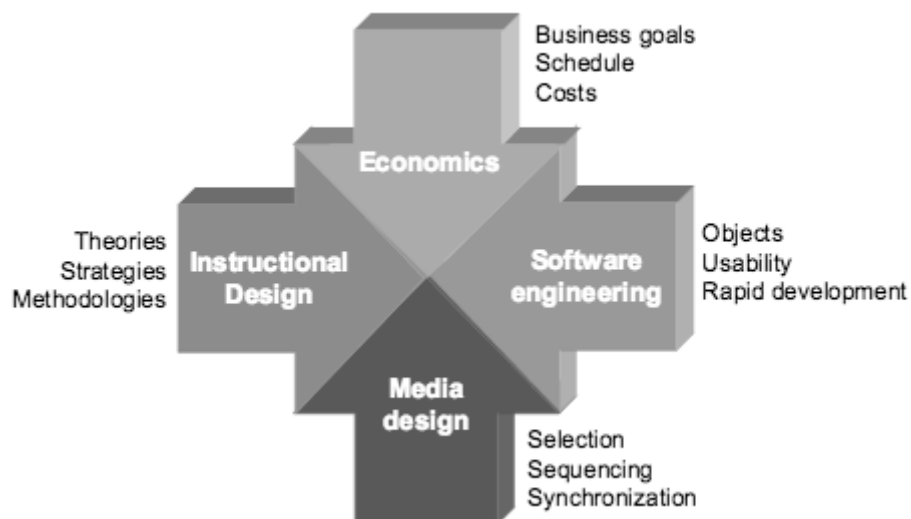 Business goals
Schedule
Costs
Economics
Theories
Strategies
Methodologies
Instructional
Design
Software
engineering
Objects
Usability
Rapid development
Media
design
Selection
Sequencing
Synchronization